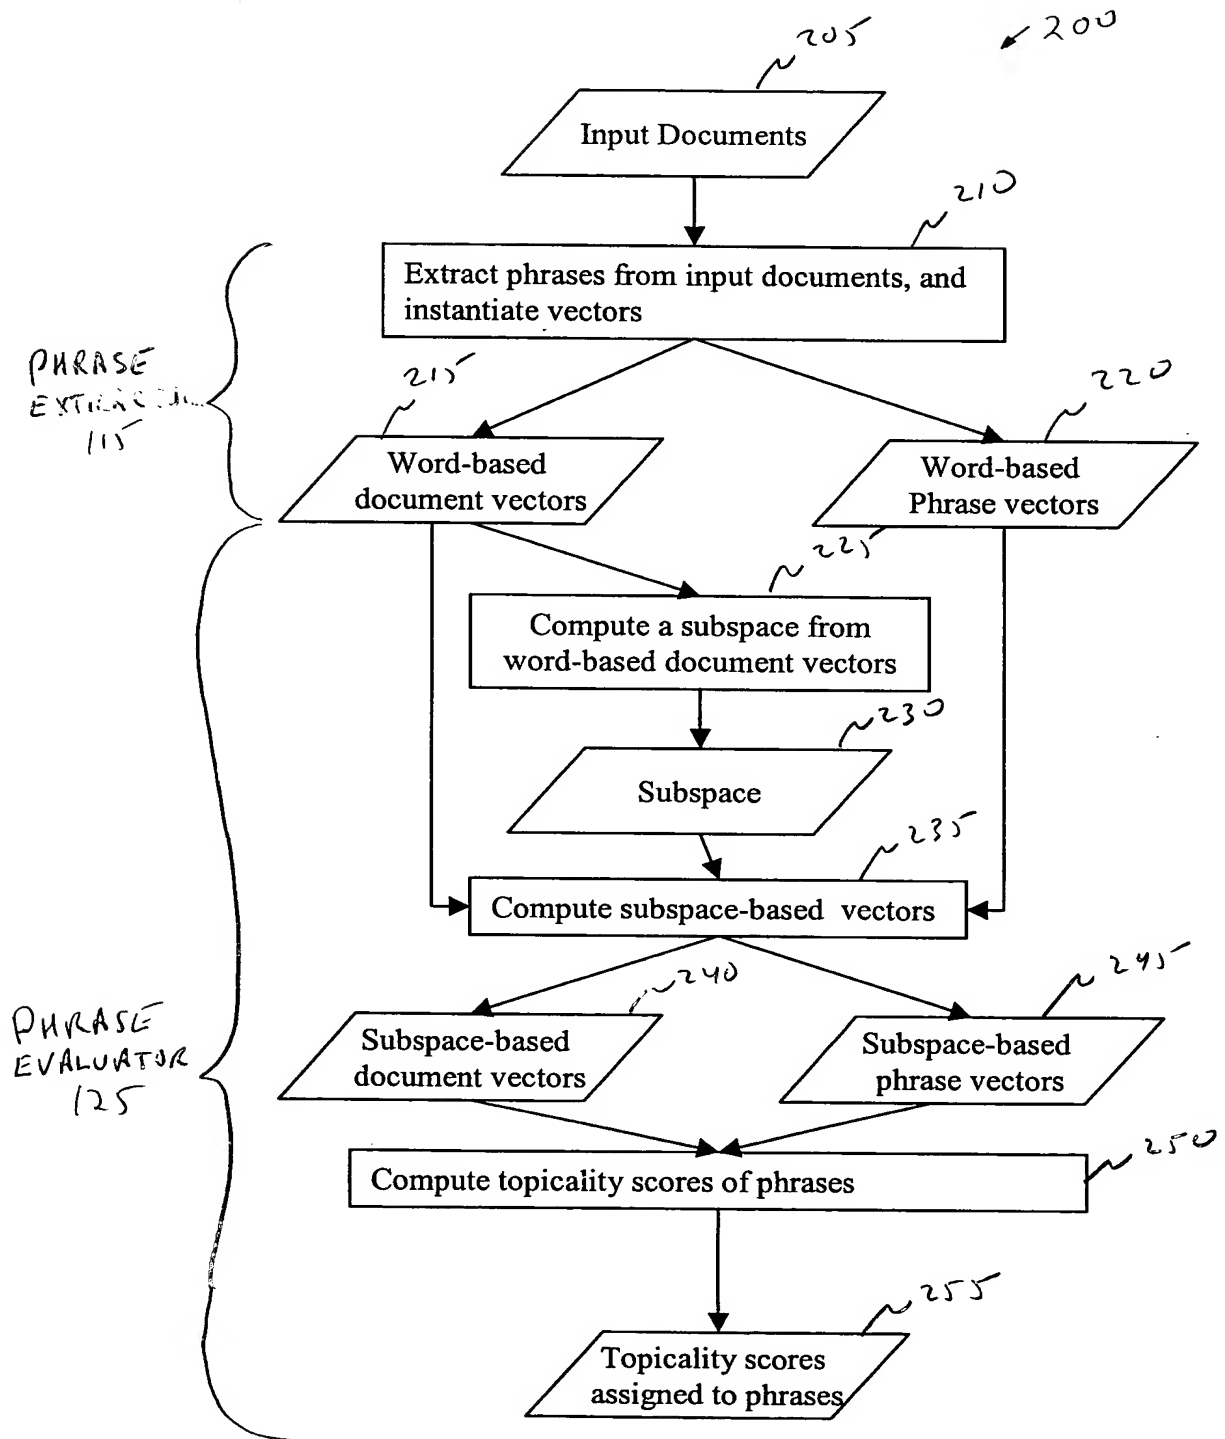 200
205
Input Documents
210
Extract phrases from input documents, and
instantiate vectors
PHRASE
115
215
220
Word-based
document vectors
Word-based
Phrase vectors
225
Compute a subspace from
word-based document vectors
230
Subspace
235
Compute subspace-based vectors
240
245
PHRASE
EVALUATOR
125
Subspace-based
document vectors
Subspace-based
phrase vectors
250
Compute topicality scores of phrases
255
Topicality scores
assigned to phrases